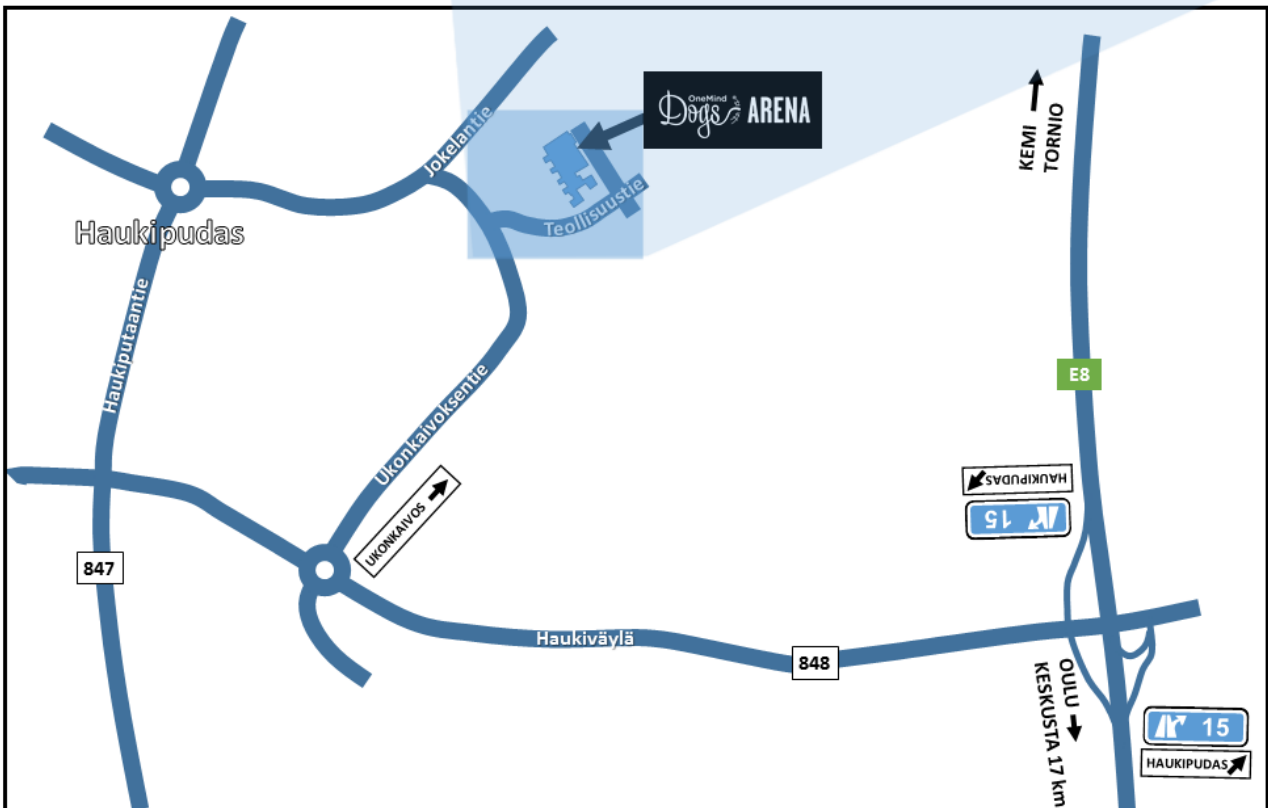 OneMind
Dogs ARENA
KEMI
TORNIO
Jokelantie
Teollisuustie
Haukipudas
Haukiputaantie
E8
Ukonkaivoksentie
HAUKIPUDAS
15
UKONKAIVOS
847
Haukiväylä
848
OULU
KESKUSTA 17 km
15
HAUKIPUDAS